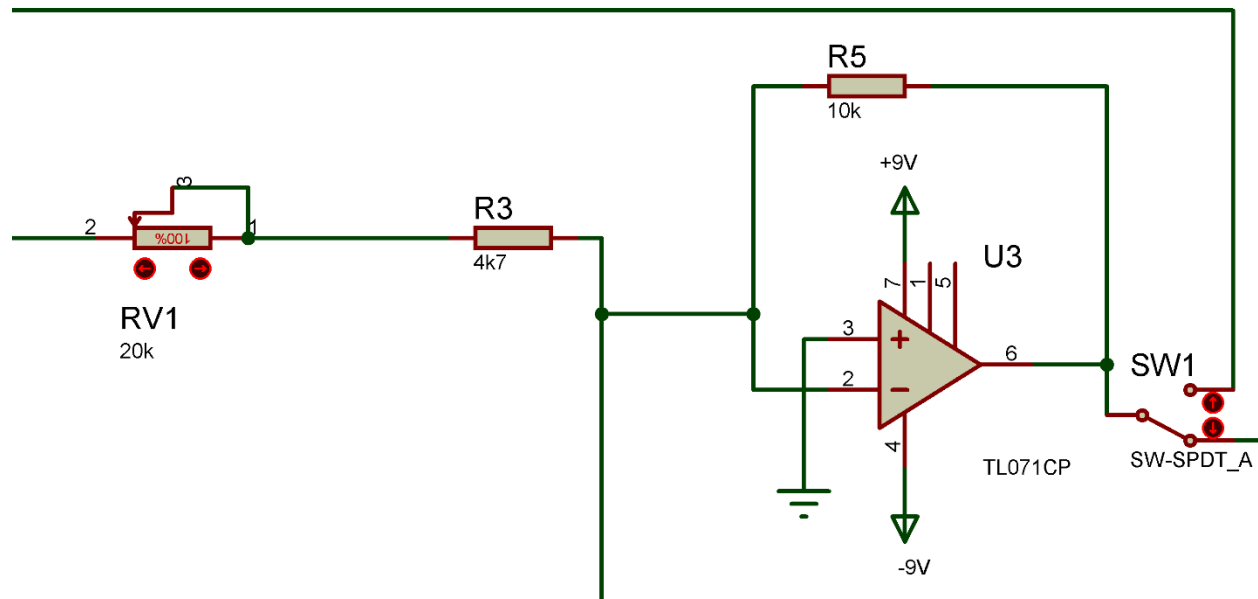 R5
10k
+9V
3
2
100%
1
RV1
20k
R3
4k7
U3
7
1
5
3
+
2
−
6
4
TL071CP
-9V
SW1
SW-SPDT_A